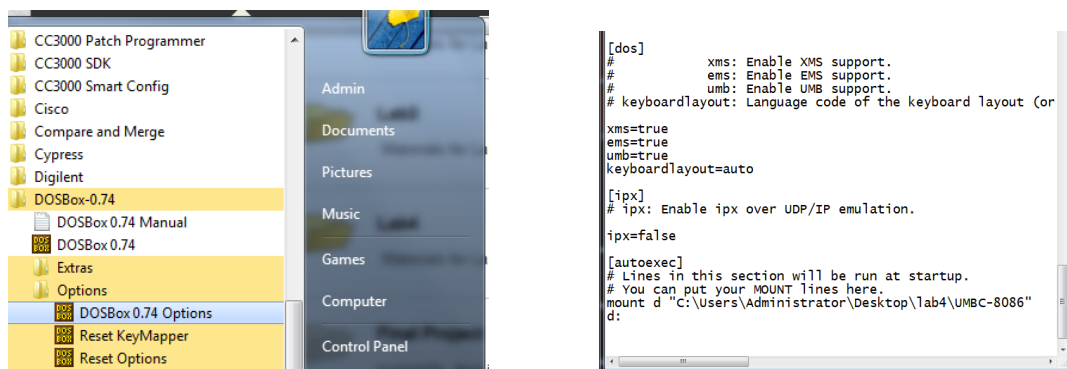 CC3000 Patch Programmer
CC3000 SDK
CC3000 Smart Config
Cisco
Compare and Merge
Cypress
Digilent
DOSBox-0.74
DOSBox 0.74 Manual
DOSBox 0.74
Extras
Options
DOSBox 0.74 Options
Reset KeyMapper
Reset Options
Admin
Documents
Pictures
Music
Games
Computer
Control Panel
[dos]
# xms: Enable XMS support.
# ems: Enable EMS support.
# umb: Enable UMB support.
# keyboardlayout: Language code of the keyboard layout (or
xms=true
ems=true
umb=true
keyboardlayout=auto
[ipx]
# ipx: Enable ipx over UDP/IP emulation.
ipx=false
[autoexec]
# Lines in this section will be run at startup.
# You can put your MOUNT lines here.
mount d "C:\Users\Administrator\Desktop\lab4\UMBC-8086"
d: